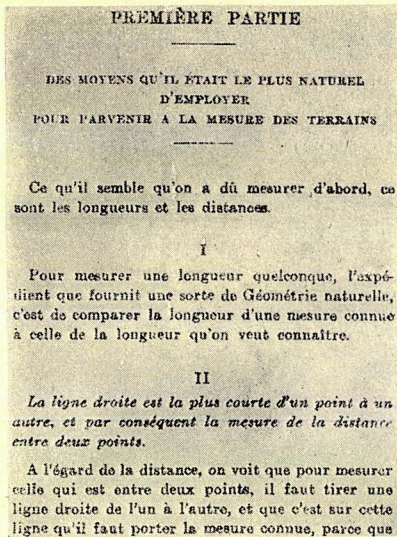 PREMIÈRE PARTIE
DES MOYENS QU'IL ÉTAIT LE PLUS NATUREL
D'EMPLOYER
POUR PARVENIR A LA MESURE DES TERRAINS
Ce qu'il semble qu'on a dû mesurer d'abord, ce
sont les longueurs et les distances.
I
Pour mesurer une longueur quelconque, l'expé-
dient que fournit une sorte de Géométrie naturelle,
c'est de comparer la longueur d'une mesure connue
à celle de la longueur qu'on veut connaître.
II
La ligne droite est la plus courte d'un point à un
autre, et par conséquent la mesure de la distance
entre deux points.
A l'égard de la distance, on voit que pour mesurer
celle qui est entre deux points, il faut tirer une
ligne droite de l'un à l'autre, et que c'est sur cette
ligne qu'il faut porter la mesure connue, parce que